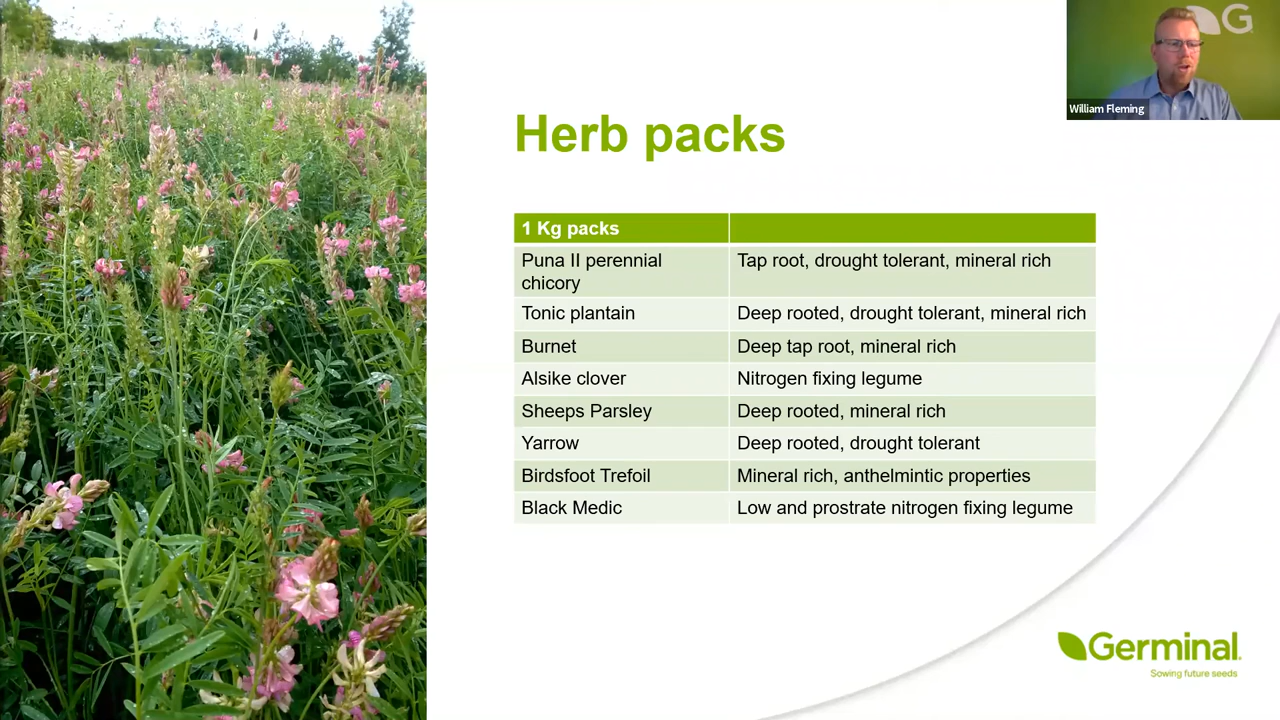 G
William Fleming
Herb packs
1 Kg packs
Puna II perennial
chicory
Tap root, drought tolerant, mineral rich
Tonic plantain
Deep rooted, drought tolerant, mineral rich
Burnet
Deep tap root, mineral rich
Alsike clover
Nitrogen fixing legume
Sheeps Parsley
Deep rooted, mineral rich
Yarrow
Deep rooted, drought tolerant
Birdsfoot Trefoil
Mineral rich, anthelmintic properties
Black Medic
Low and prostrate nitrogen fixing legume
Germinal.
Sowing future seeds